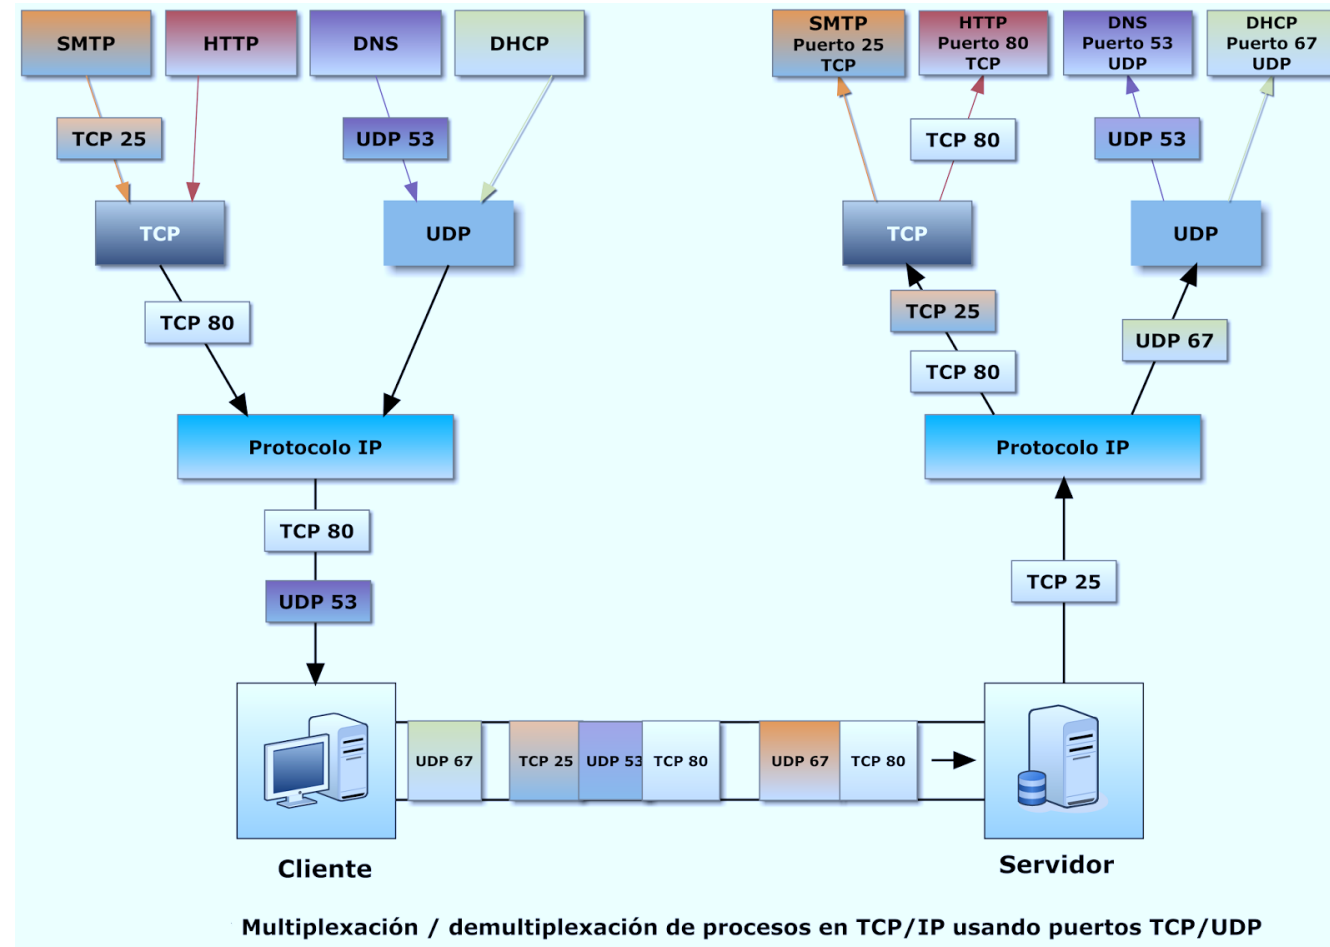 SMTP
HTTP
DNS
DHCP
SMTP
Puerto 25
TCP
HTTP
Puerto 80
TCP
DNS
Puerto 53
UDP
DHCP
Puerto 67
UDP
TCP 25
UDP 53
TCP 80
UDP 53
TCP
UDP
TCP
UDP
TCP 80
TCP 25
TCP 80
UDP 67
Protocolo IP
Protocolo IP
TCP 80
UDP 53
TCP 25
UDP 67
TCP 25
UDP 53
TCP 80
UDP 67
TCP 80
Cliente
Servidor
Multiplexación / demultiplexación de procesos en TCP/IP usando puertos TCP/UDP